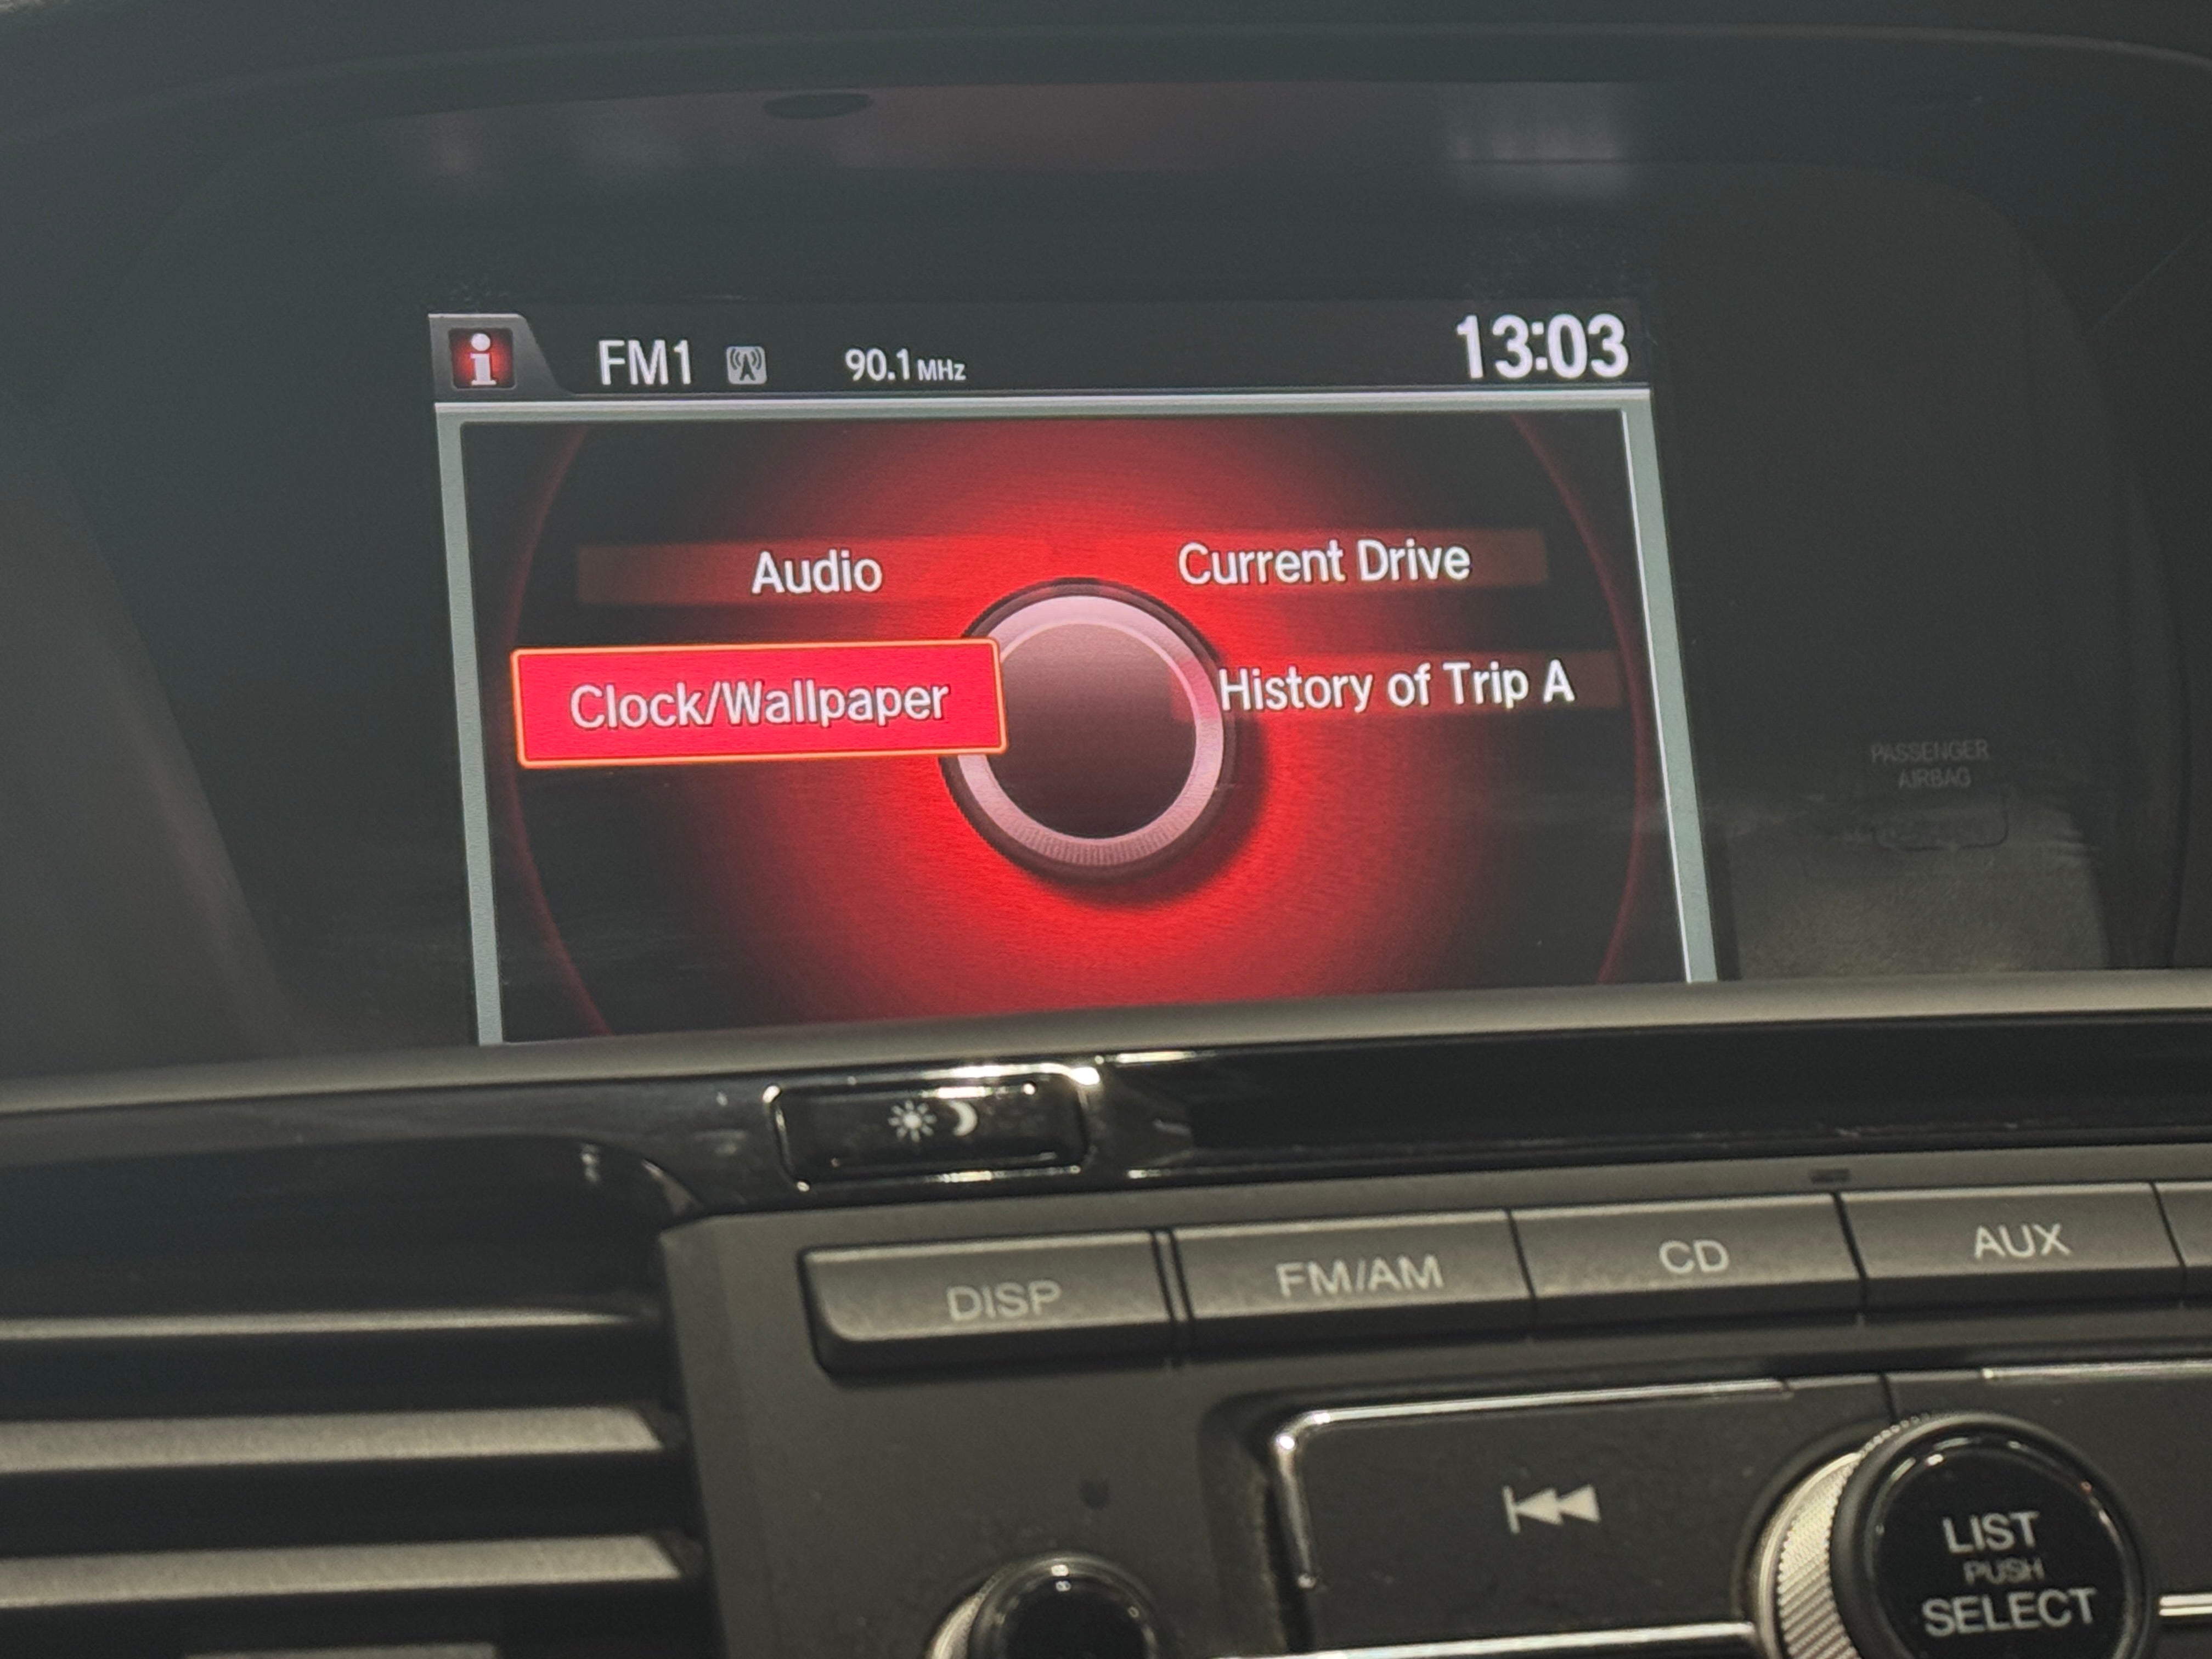 i FM1 90.1 MHz 13:03
Audio Current Drive
Clock/Wallpaper History of Trip A
PASSENGER
AIRBAG
DISP FM/AM CD AUX
LIST
PUSH
SELECT